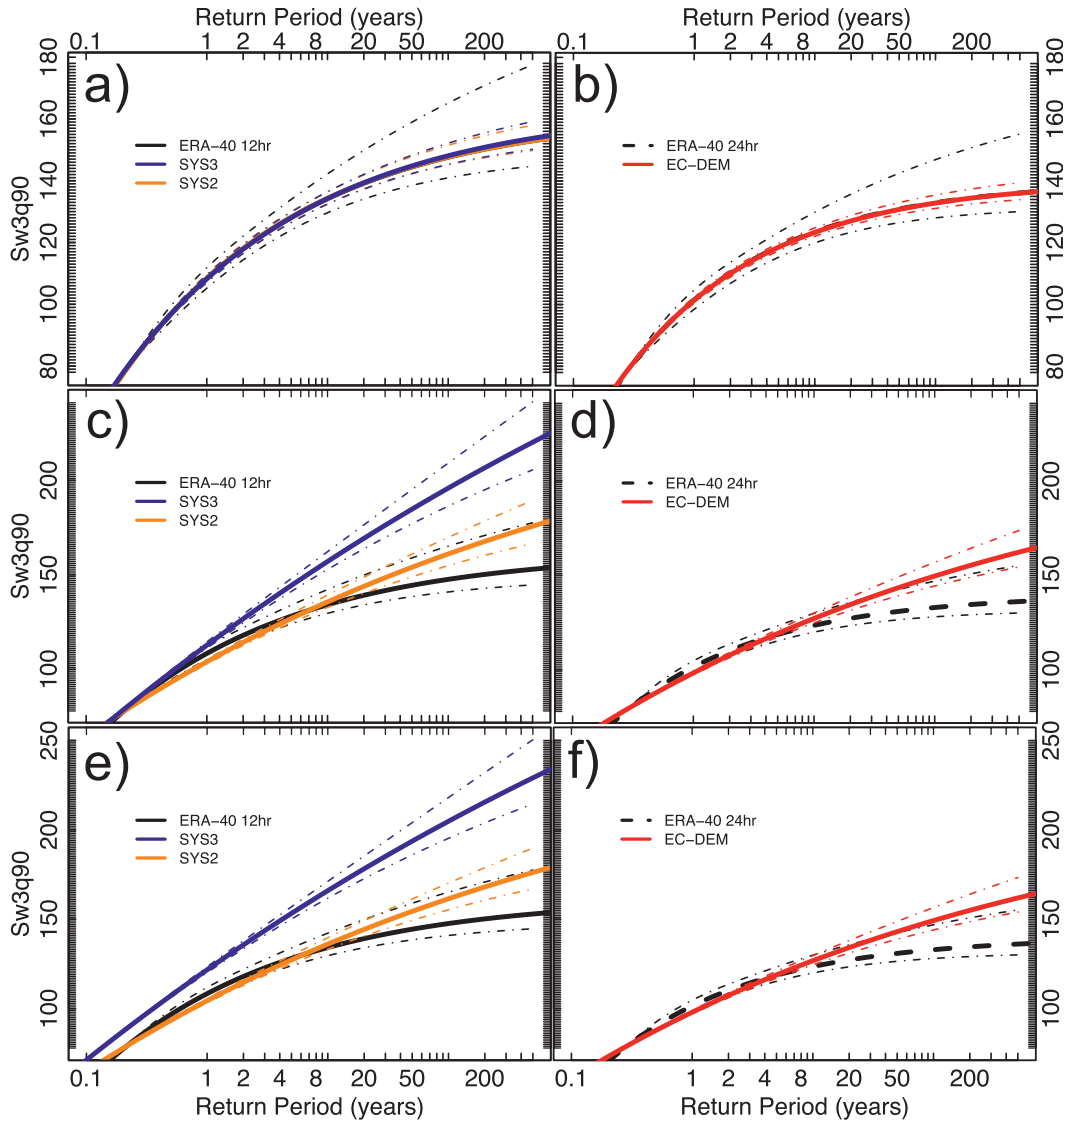 Return Period (years)
Return Period (years)
0.1 1 2 4 8 20 50 200
0.1 1 2 4 8 20 50 200
a)
ERA-40 12hr
SYS3
SYS2
Sw3q90
80 100 120 140 160 180
b)
ERA-40 24hr
EC-DEM
80 100 120 140 160 180
c)
ERA-40 12hr
SYS3
SYS2
Sw3q90
100 150 200
d)
ERA-40 24hr
EC-DEM
100 150 200
e)
ERA-40 12hr
SYS3
SYS2
Sw3q90
100 150 200 250
f)
ERA-40 24hr
EC-DEM
100 150 200 250
0.1 1 2 4 8 20 50 200
0.1 1 2 4 8 20 50 200
Return Period (years)
Return Period (years)